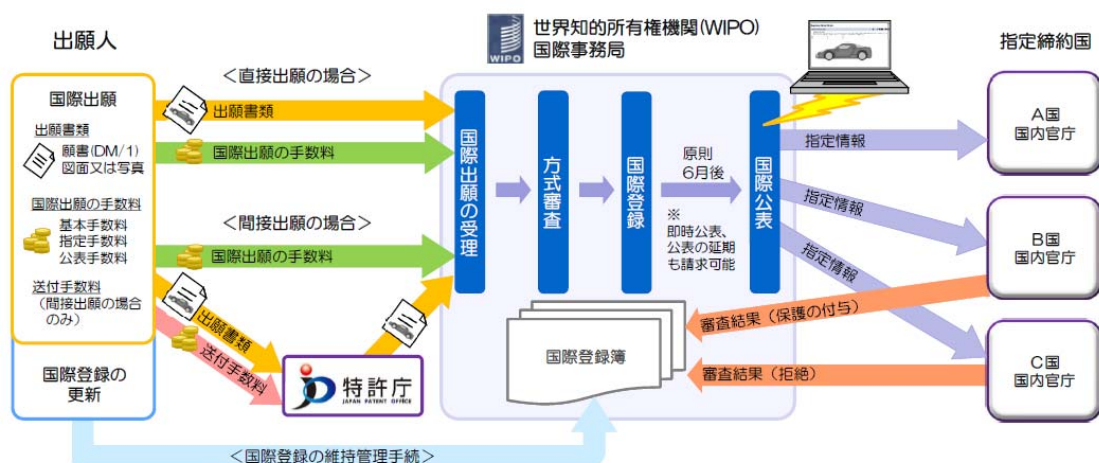 出願人
国際出願
出願書類
願書(DM/1)
図面又は写真
国際出願の手数料
基本手数料
指定手数料
公表手数料
送付手数料
(間接出願の場合
のみ)
国際登録の
更新
<直接出願の場合>
出願書類
国際出願の手数料
<間接出願の場合>
国際出願の手数料
出願書類
送付手数料
特許庁
JAPAN PATENT OFFICE
<国際登録の維持管理手続>
WIPO
世界知的所有権機関(WIPO)
国際事務局
国際出願の受理
方式審査
国際登録
原則
6月後
※
即時公表、
公表の延期
も請求可能
国際公表
国際登録簿
指定情報
指定情報
指定情報
審査結果(保護の付与)
審査結果(拒絶)
指定締約国
A国
国内官庁
B国
国内官庁
C国
国内官庁